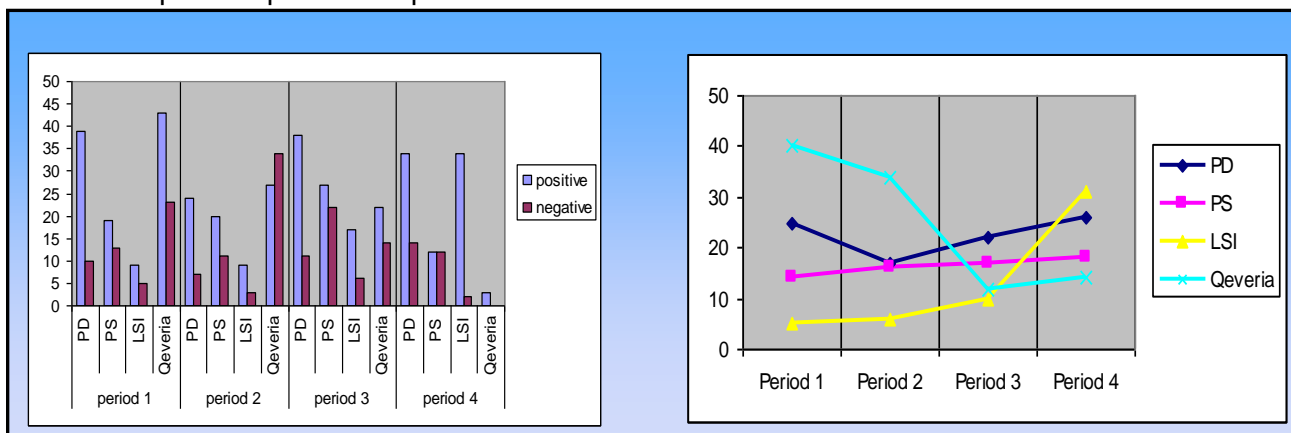 50
45
40
35
30
25
20
15
10
5
0
PD
PS
LSI
Qeveria
PD
PS
LSI
Qeveria
PD
PS
LSI
Qeveria
PD
PS
LSI
Qeveria
period 1 period 2 period 3 period 4
positive
negative
50
40
30
20
10
0
Period 1 Period 2 Period 3 Period 4
PD
PS
LSI
Qeveria